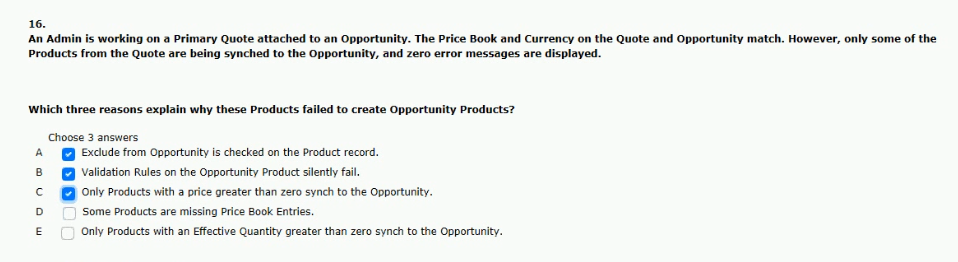 16.
An Admin is working on a Primary Quote attached to an Opportunity. The Price Book and Currency on the Quote and Opportunity match. However, only some of the
Products from the Quote are being synched to the Opportunity, and zero error messages are displayed.
Which three reasons explain why these Products failed to create Opportunity Products?
Choose 3 answers
A Exclude from Opportunity is checked on the Product record.
B Validation Rules on the Opportunity Product silently fail.
C Only Products with a price greater than zero synch to the Opportunity.
D Some Products are missing Price Book Entries.
E Only Products with an Effective Quantity greater than zero synch to the Opportunity.